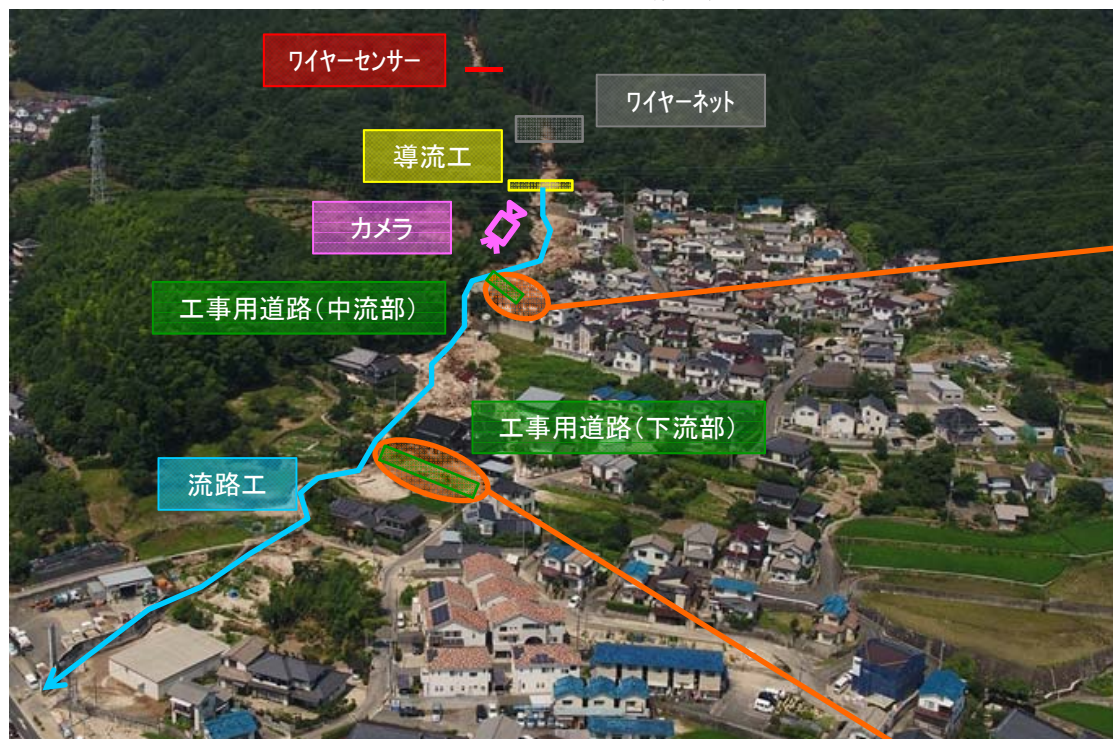 ワイヤーセンサー
ワイヤーネット
導流工
カメラ
工事用道路（中流部）
工事用道路（下流部）
流路工